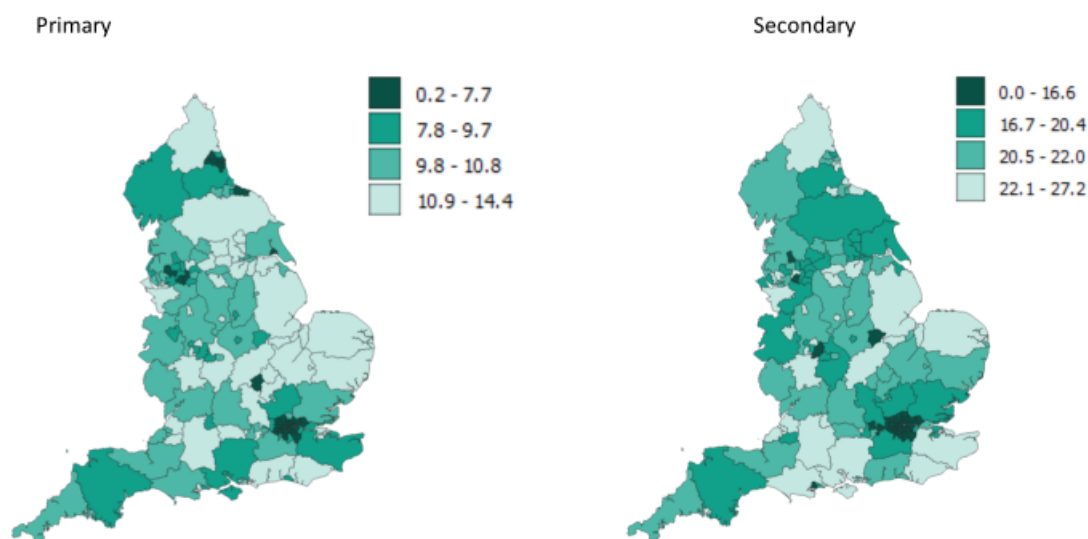 Primary
Secondary
0.2 - 7.7
7.8 - 9.7
9.8 - 10.8
10.9 - 14.4
0.0 - 16.6
16.7 - 20.4
20.5 - 22.0
22.1 - 27.2